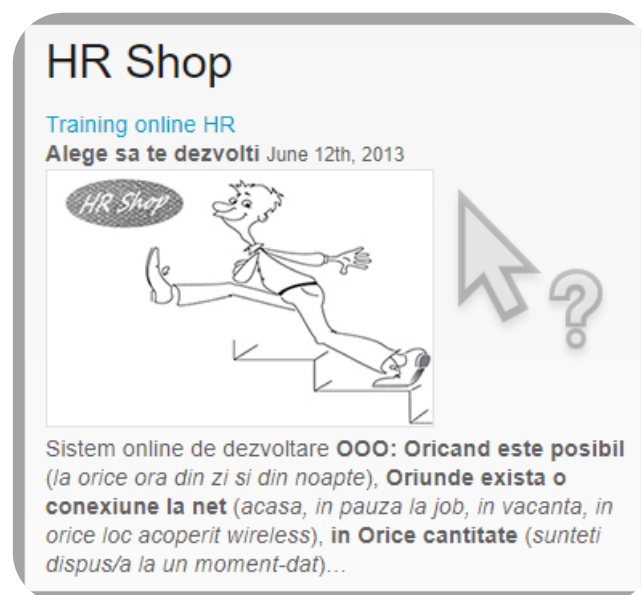 HR Shop
Training online HR
Alege sa te dezvolti June 12th, 2013
HR Shop
?
Sistem online de dezvoltare OOO: Oricand este posibil
(la orice ora din zi si din noapte), Oriunde exista o
conexiune la net (acasa, in pauza la job, in vacanta, in
orice loc acoperit wireless), in Orice cantitate (sunteti
dispus/a la un moment-dat)...